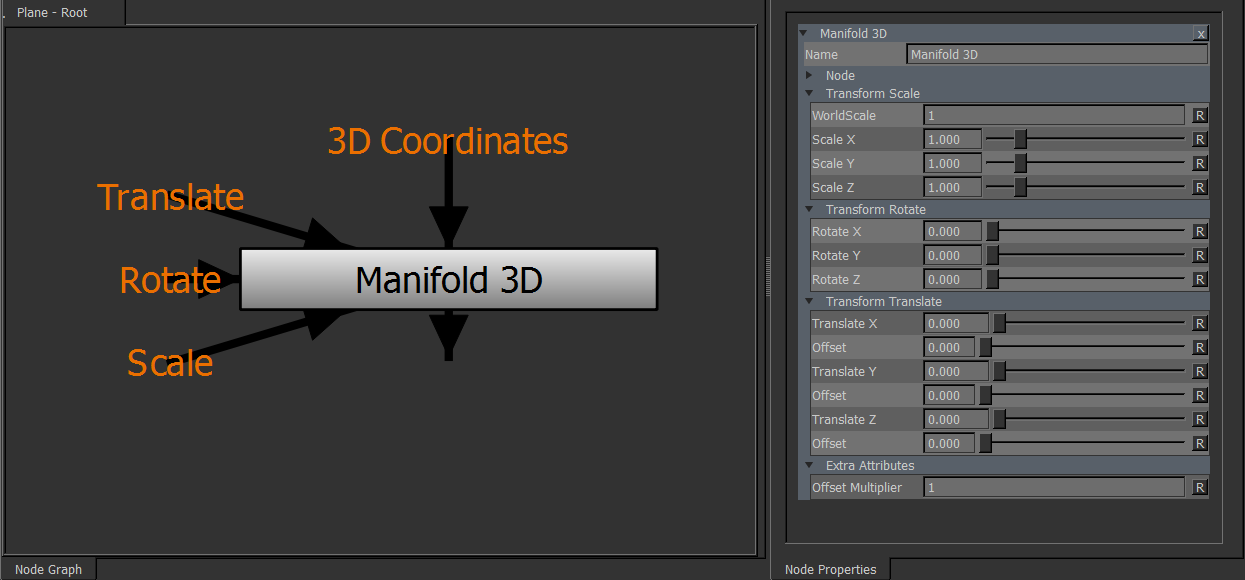 Plane - Root
3D Coordinates
Translate
Rotate
Manifold 3D
Scale
Node Graph
Manifold 3D x
Name Manifold 3D
Node
Transform Scale
WorldScale 1 R
Scale X 1.000 R
Scale Y 1.000 R
Scale Z 1.000 R
Transform Rotate
Rotate X 0.000 R
Rotate Y 0.000 R
Rotate Z 0.000 R
Transform Translate
Translate X 0.000 R
Offset 0.000 R
Translate Y 0.000 R
Offset 0.000 R
Translate Z 0.000 R
Offset 0.000 R
Extra Attributes
Offset Multiplier 1 R
Node Properties